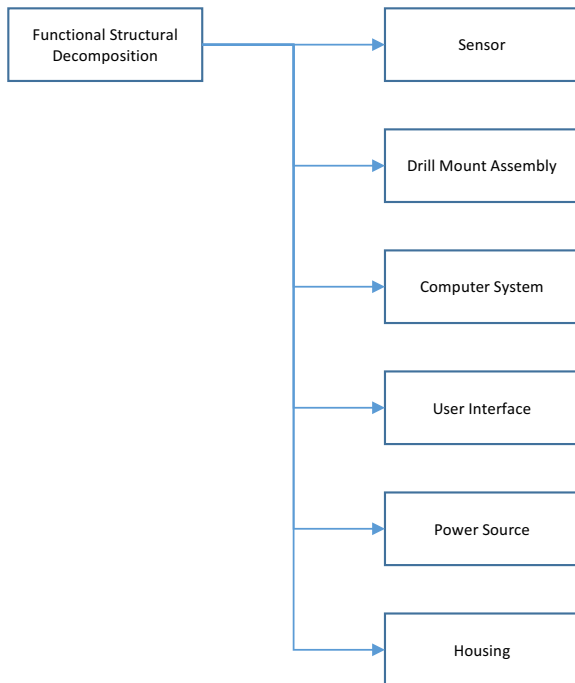 Functional Structural
Decomposition
Sensor
Drill Mount Assembly
Computer System
User Interface
Power Source
Housing